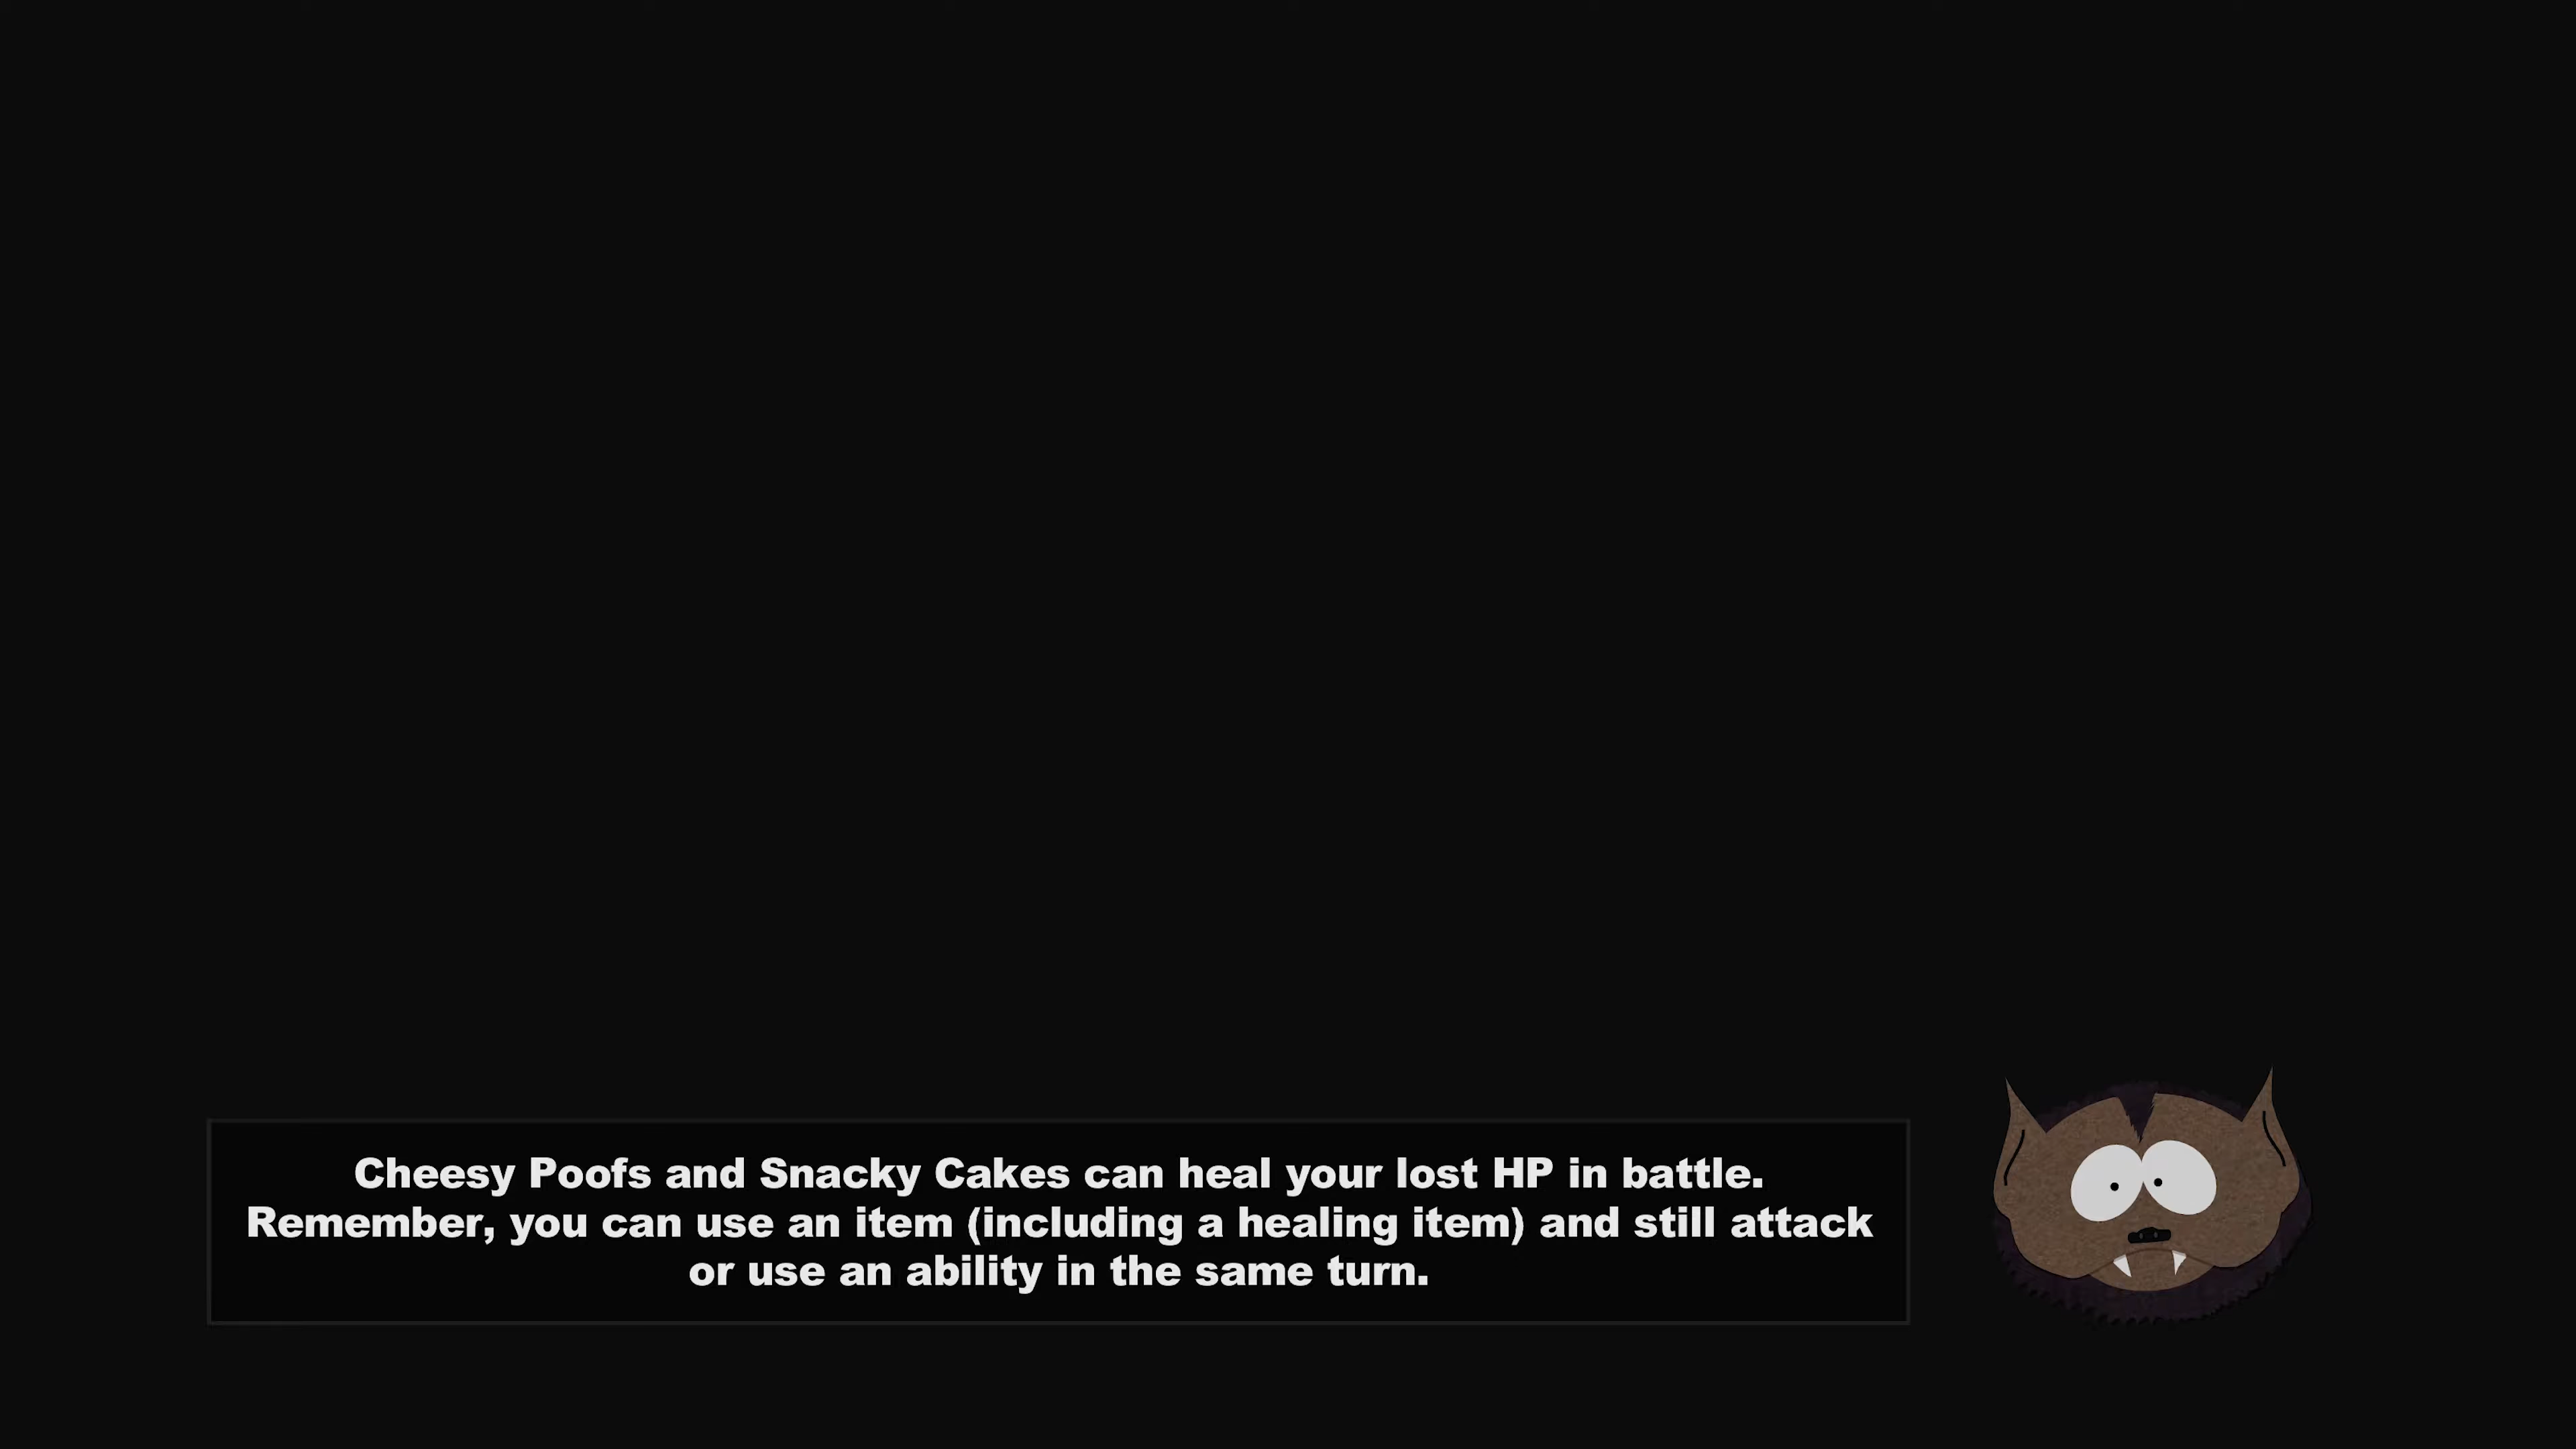 Cheesy Poofs and Snacky Cakes can heal your lost HP in battle.
Remember, you can use an item (including a healing item) and still attack
or use an ability in the same turn.